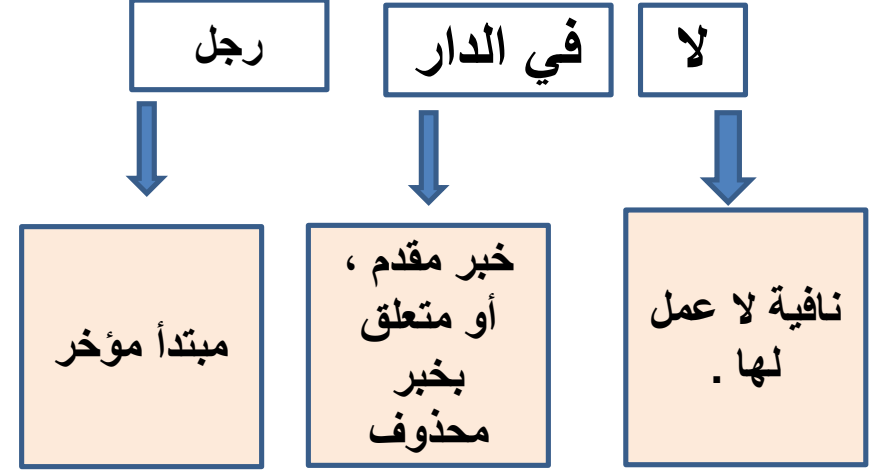 لا
في الدار
رجل
نافية لا عمل
لها .
خبر مقدم ،
أو متعلق
بخبر
محذوف
مبتدأ مؤخر